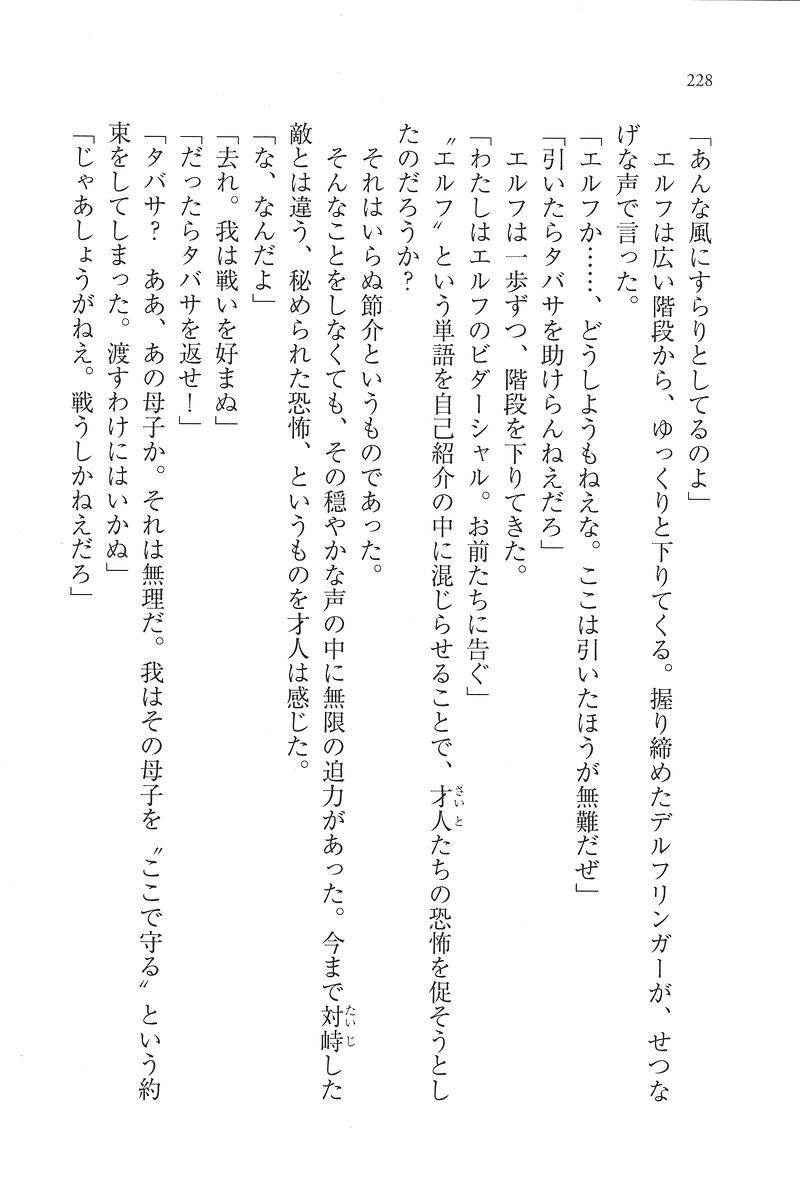 228
「あんな風にすらりとしてるのよ」
　エルフは広い階段から、ゆっくりと下りてくる。握り締めたデルフリンガーが、せつな
げな声で言った。
「エルフか……、どうしようもねえな。ここは引いたほうが無難だぜ」
「引いたらタバサを助けらんねえだろ」
　エルフは一歩ずつ、階段を下りてきた。
「わたしはエルフのビダーシャル。お前たちに告ぐ」
〝エルフ〟という単語を自己紹介の中に混じらせることで、才人たちの恐怖を促そうとし
たのだろうか？
　それはいらぬ節介というものであった。
　そんなことをしなくても、その穏やかな声の中に無限の迫力があった。今まで対峙した
敵とは違う、秘められた恐怖、というものを才人は感じた。
「な、なんだよ」
「去れ。我は戦いを好まぬ」
「だったらタバサを返せ！」
「タバサ？　ああ、あの母子か。それは無理だ。我はその母子を〝ここで守る〟という約
束をしてしまった。渡すわけにはいかぬ」
「じゃあしょうがねえ。戦うしかねえだろ」
さいと
たいじ